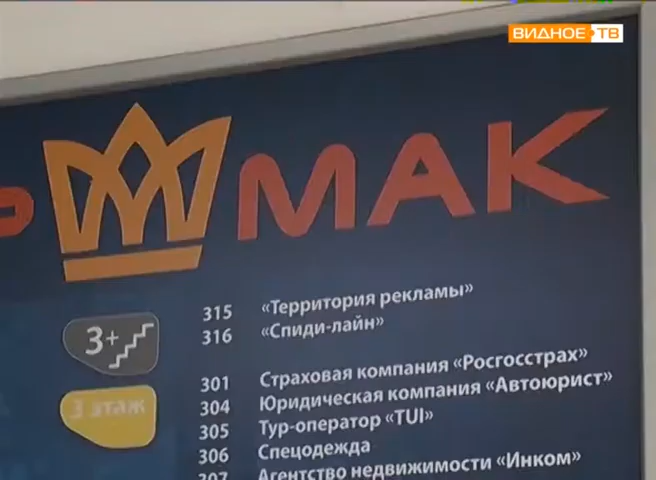 ВИДНОЕ ТВ
МАК
3+
315 «Территория рекламы»
316 «Спиди-лайн»
3 этаж
301 Страховая компания «Росгосстрах»
304 Юридическая компания «Автоюрист»
305 Тур-оператор «TUI»
306 Спецодежда
307 Агентство недвижимости «Инком»